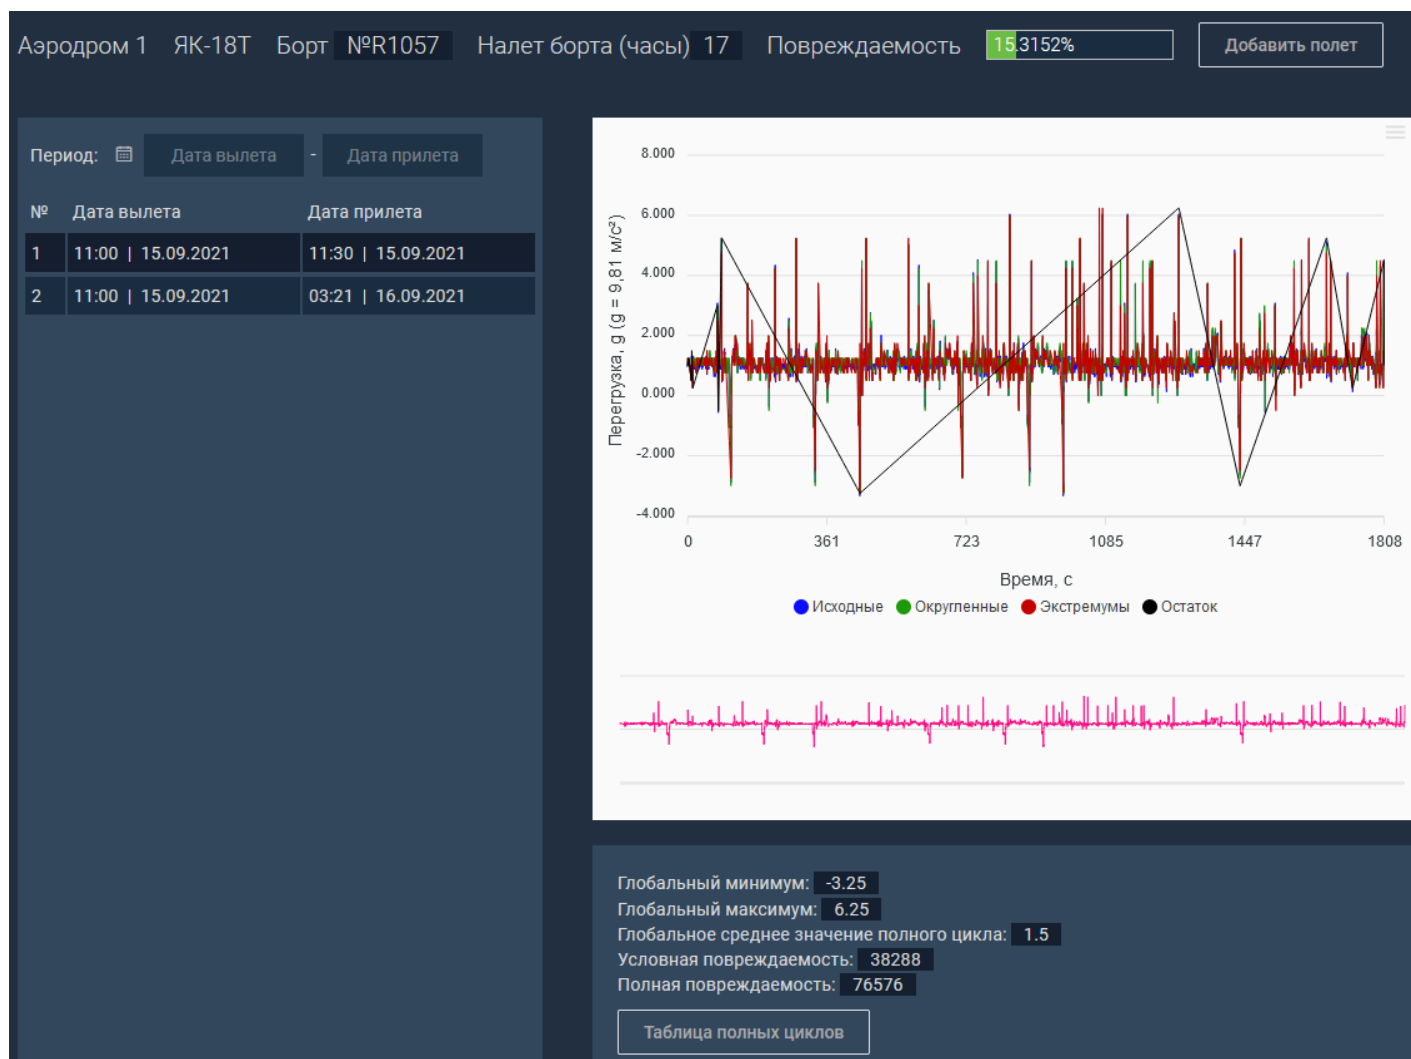 Аэродром 1 ЯК-18Т Борт №R1057 Налет борта (часы) 17 Повреждаемость 15.3152% Добавить полет
Период: Дата вылета - Дата прилета
№ Дата вылета Дата прилета
1 11:00 | 15.09.2021 11:30 | 15.09.2021
2 11:00 | 15.09.2021 03:21 | 16.09.2021
Перегрузка, g (g = 9,81 м/с²)
8.000
6.000
4.000
2.000
0.000
-2.000
-4.000
0 361 723 1085 1447 1808
Время, с
Исходные Округленные Экстремумы Остаток
Глобальный минимум: -3.25
Глобальный максимум: 6.25
Глобальное среднее значение полного цикла: 1.5
Условная повреждаемость: 38288
Полная повреждаемость: 76576
Таблица полных циклов